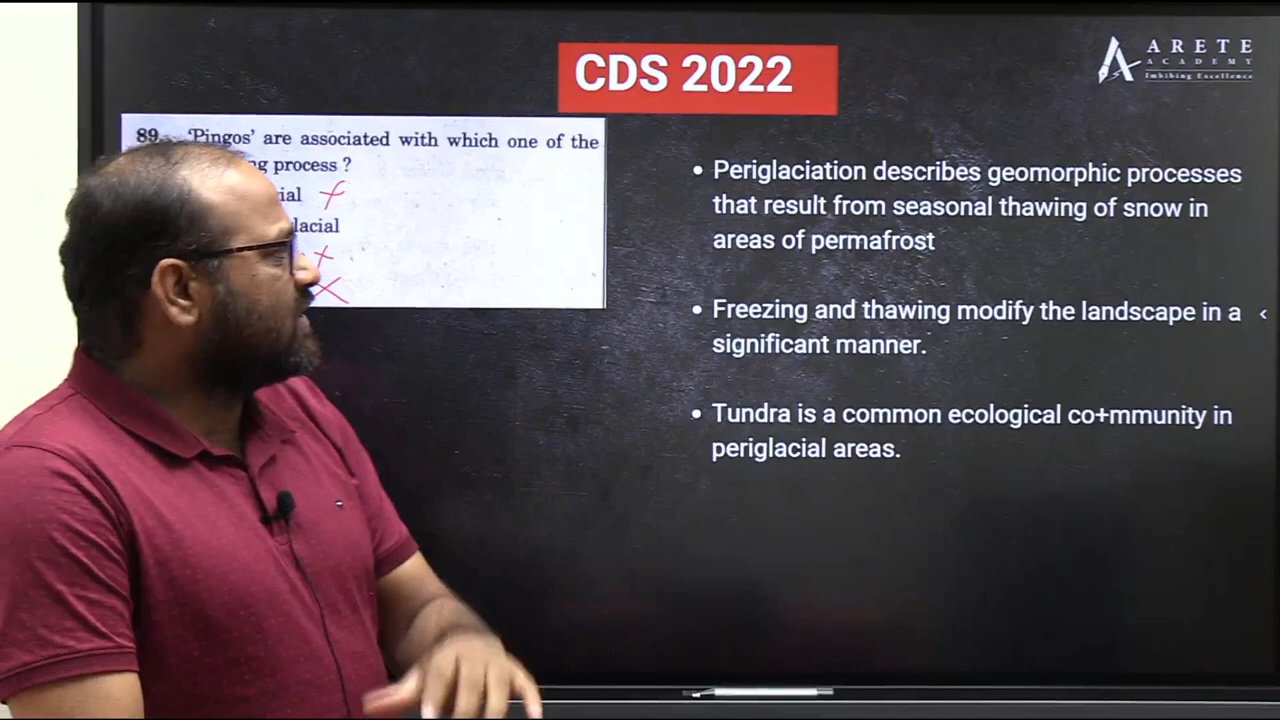 CDS 2022
ARETE
ACADEMY
Imbibing Excellence
89. 'Pingos' are associated with which one of the
process ?
• Periglaciation describes geomorphic processes
that result from seasonal thawing of snow in
areas of permafrost
• Freezing and thawing modify the landscape in a
significant manner.
• Tundra is a common ecological co+mmunity in
periglacial areas.